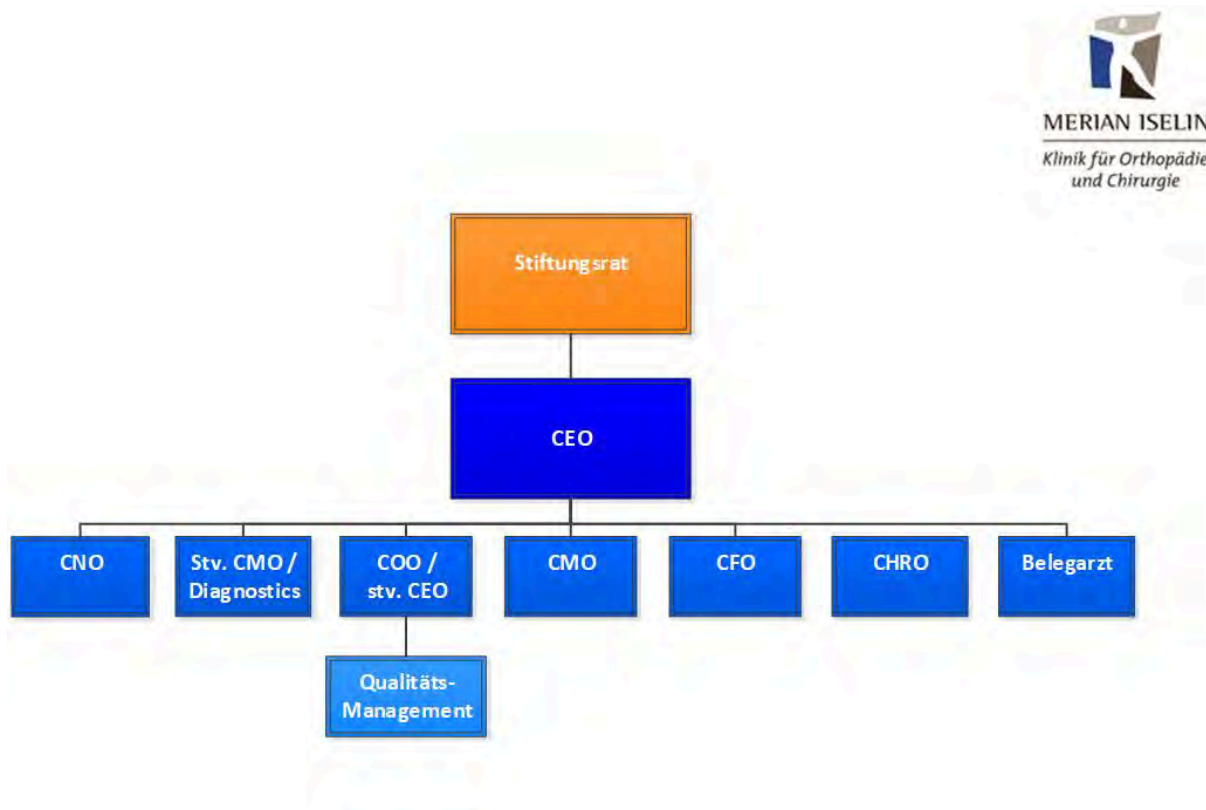 MERIAN ISELIN
Klinik für Orthopädie
und Chirurgie
Stiftungsrat
CEO
CNO
Stv. CMO /
Diagnostics
COO /
stv. CEO
CMO
CFO
CHRO
Belegarzt
Qualitäts-
Management